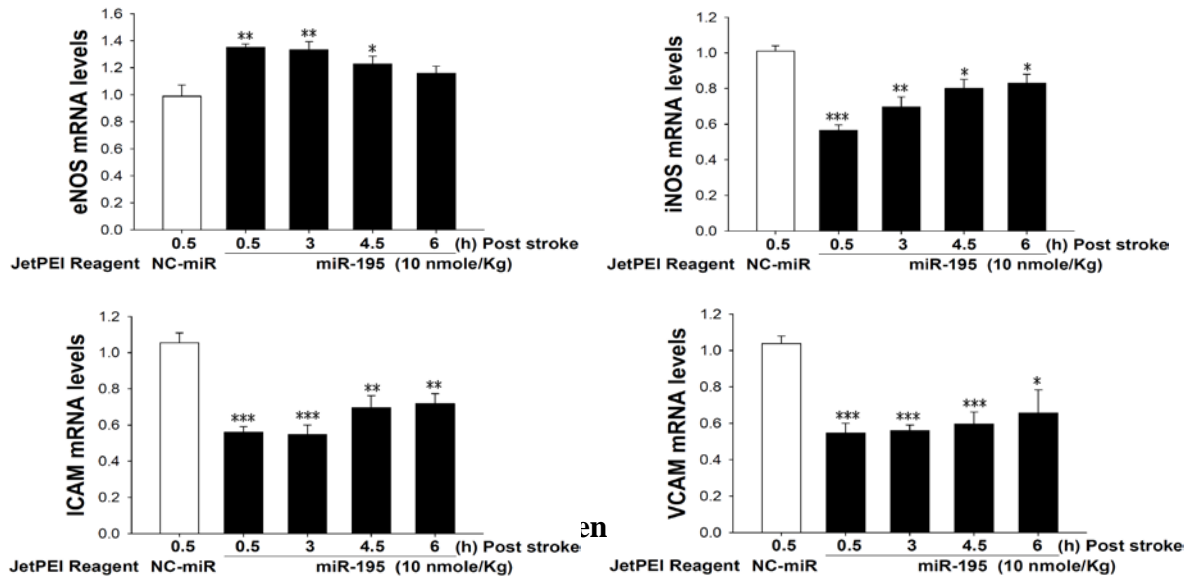 eNOS mRNA levels
1.6
1.4
1.2
1.0
0.8
0.6
0.4
0.2
0.0
** ** *
0.5 0.5 3 4.5 6 (h) Post stroke
JetPEI Reagent NC-miR miR-195 (10 nmole/Kg)
iNOS mRNA levels
1.2
1.0
0.8
0.6
0.4
0.2
0.0
*** ** * *
0.5 0.5 3 4.5 6 (h) Post stroke
JetPEI Reagent NC-miR miR-195 (10 nmole/Kg)
ICAM mRNA levels
1.2
1.0
0.8
0.6
0.4
0.2
0.0
*** *** ** **
0.5 0.5 3 4.5 6 (h) Post stroke
JetPEI Reagent NC-miR miR-195 (10 nmole/Kg)
en
VCAM mRNA levels
1.2
1.0
0.8
0.6
0.4
0.2
0.0
*** *** *** *
0.5 0.5 3 4.5 6 (h) Post stroke
JetPEI Reagent NC-miR miR-195 (10 nmole/Kg)